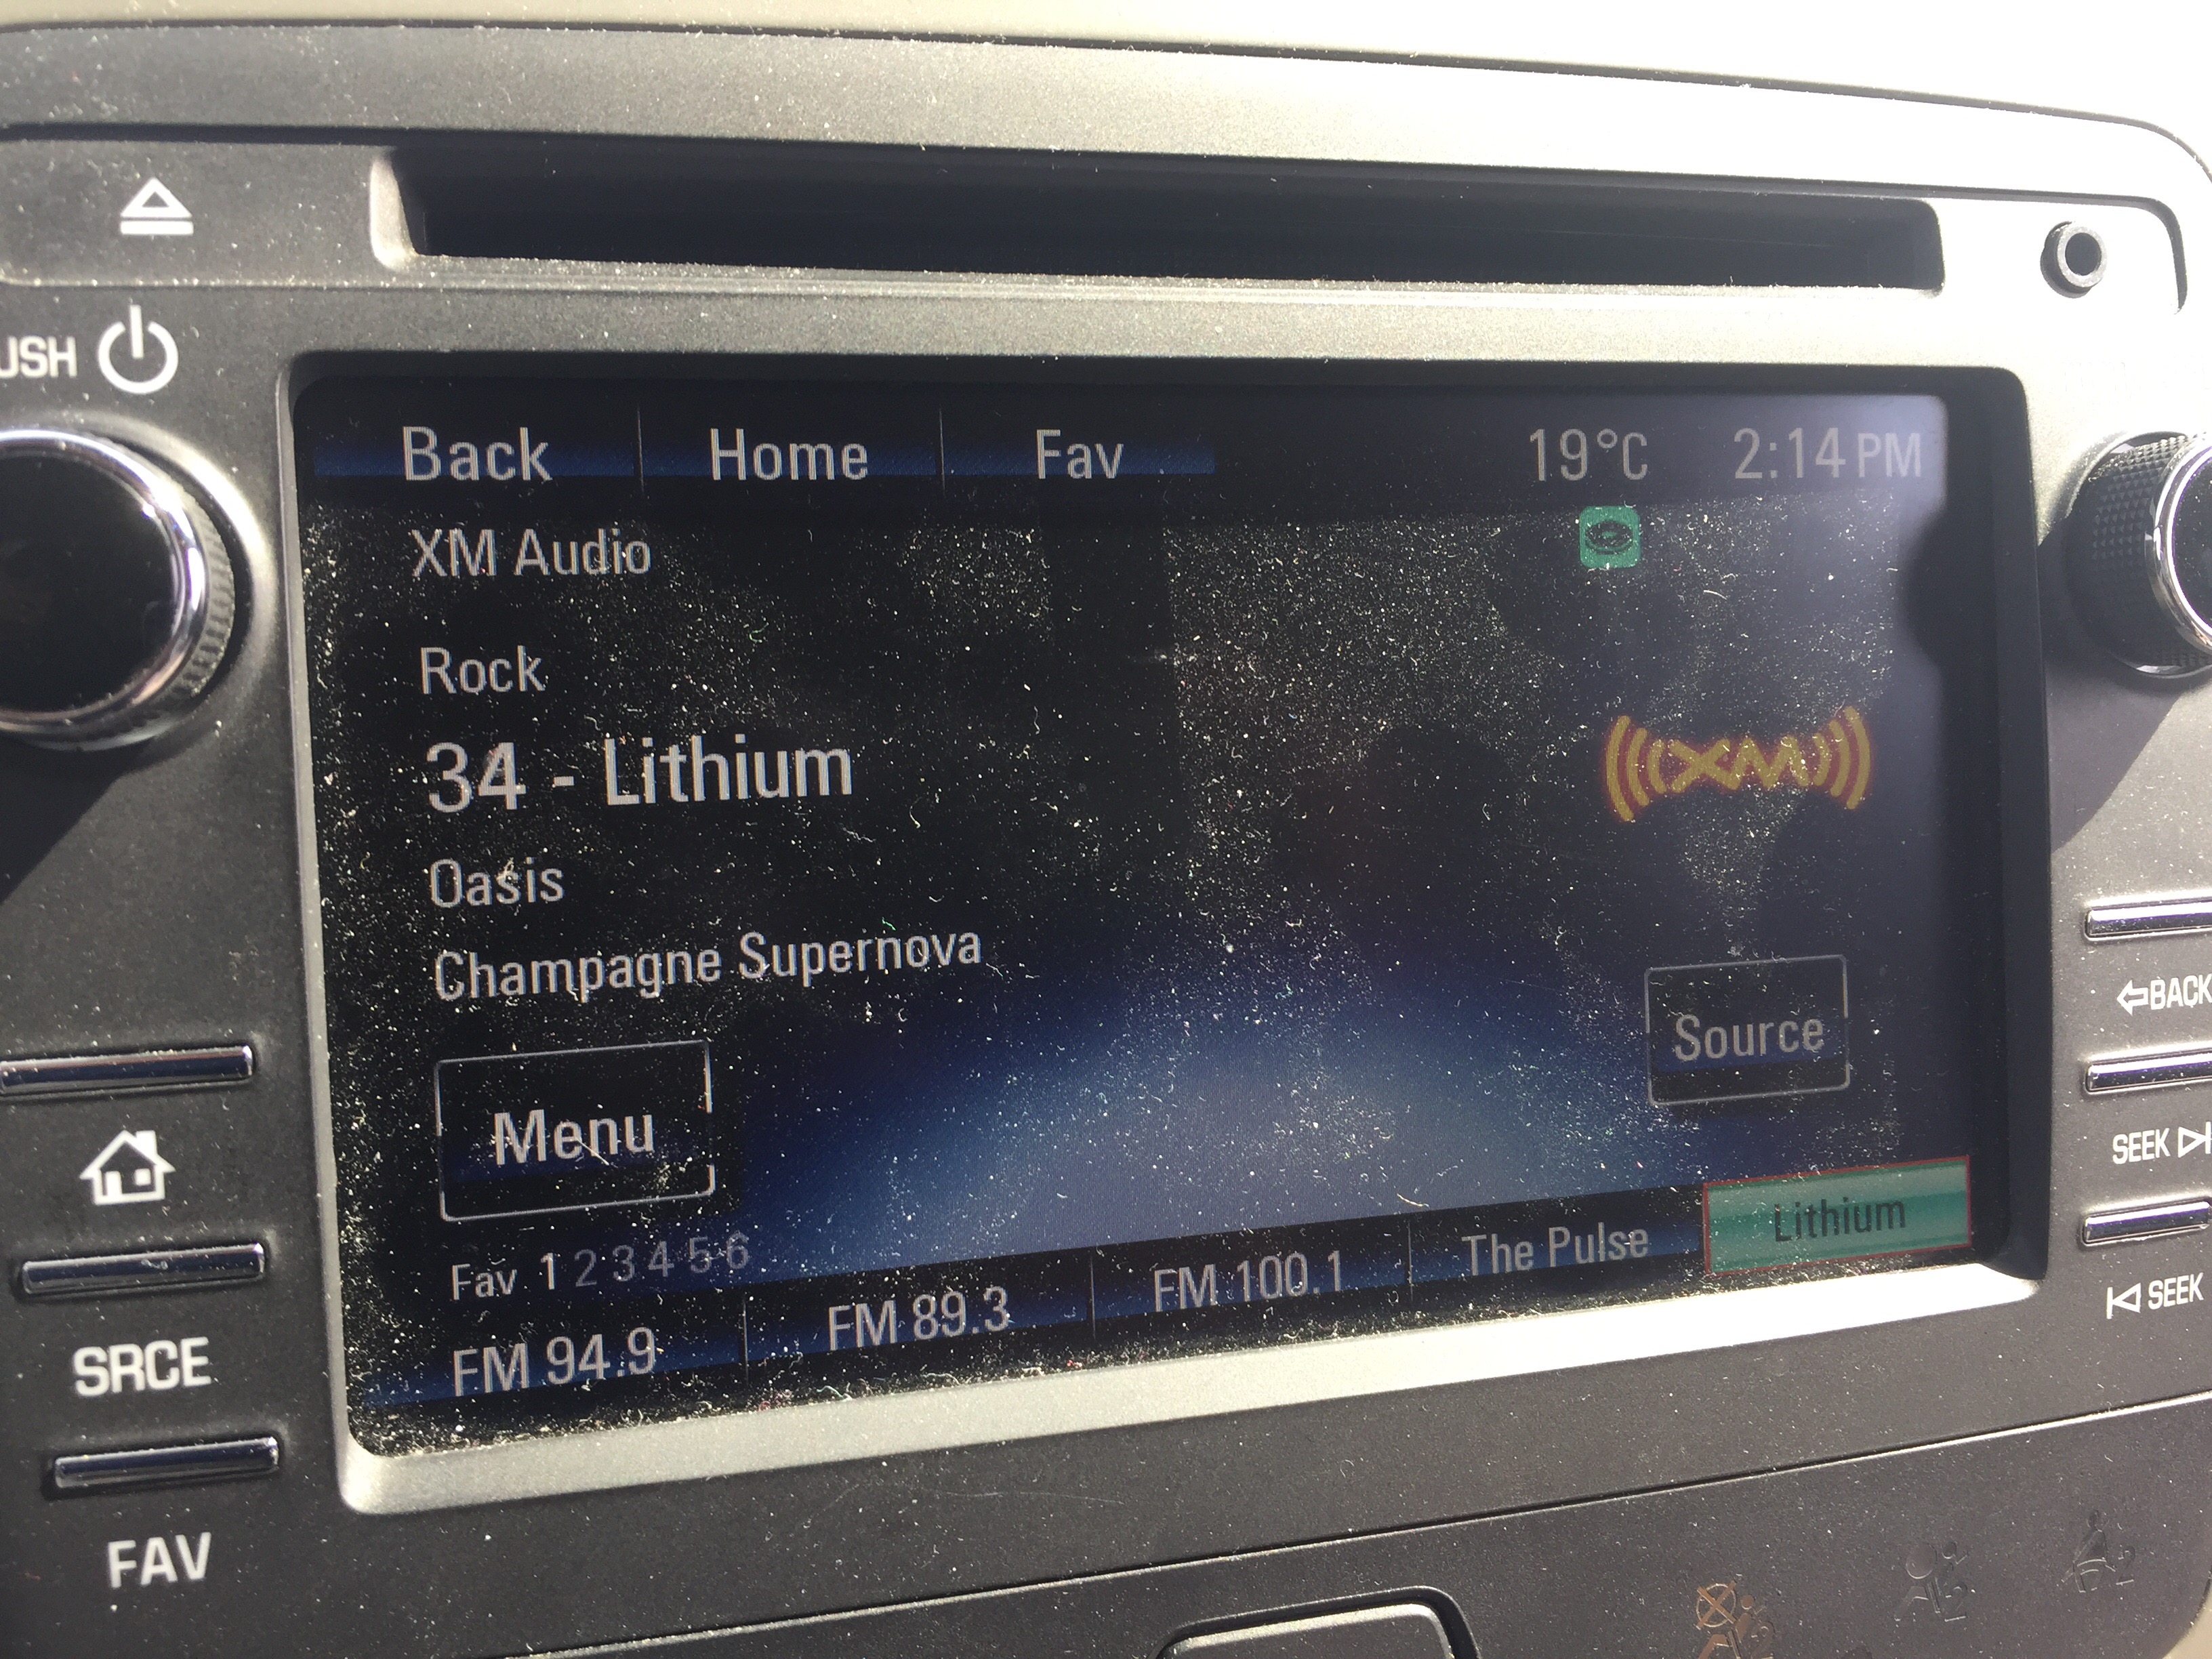 USH
Back Home Fav 19°C 2:14 PM
XM Audio
Rock
34 - Lithium
XM
Oasis
Champagne Supernova
Menu
Source
Fav 1 2 3 4 5 6
FM 94.9 FM 89.3 FM 100.1 The Pulse Lithium
SRCE
FAV
BACK
SEEK
SEEK
2
2